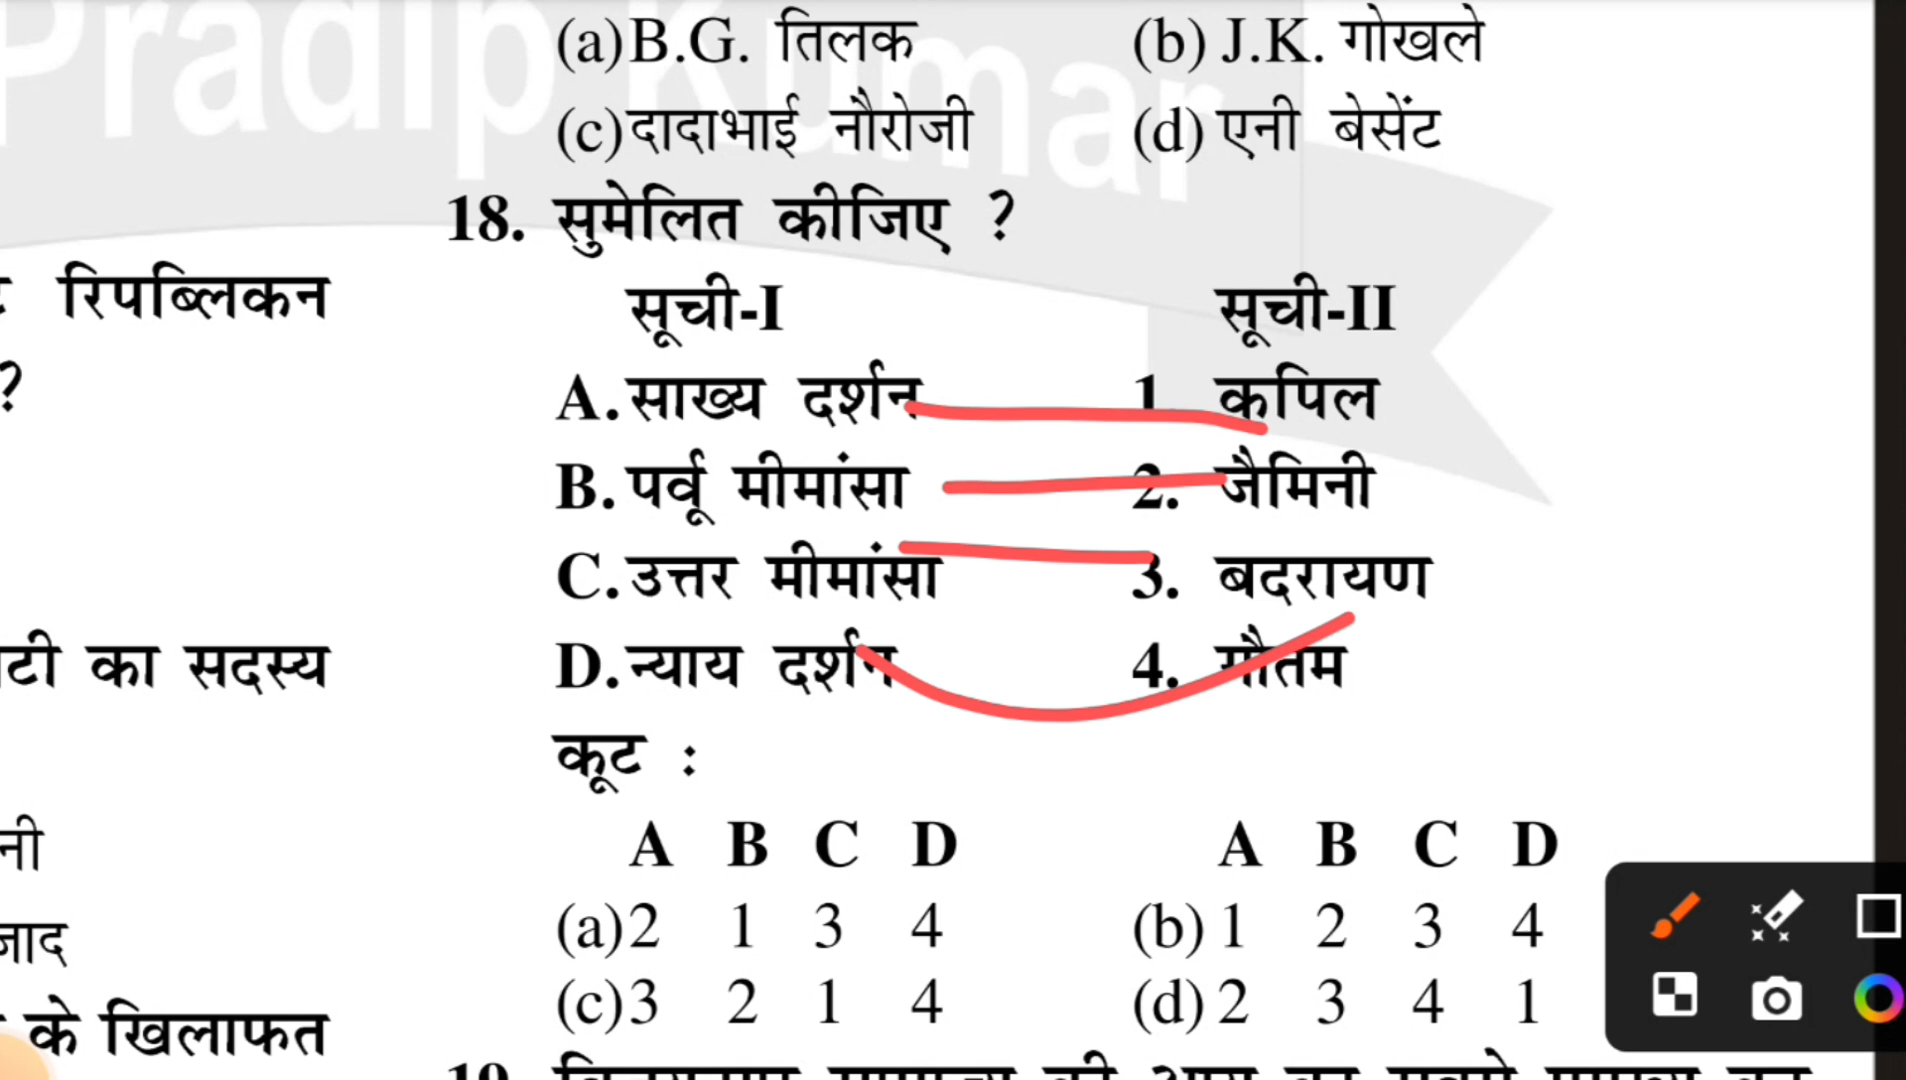 Pradip Kumar
(a) B.G. तिलक (b) J.K. गोखले
(c) दादाभाई नौरोजी (d) एनी बेसेंट
18. सुमेलित कीजिए ?
सूची-I सूची-II
A. साख्य दर्शन 1. कपिल
B. पर्वू मीमांसा 2. जैमिनी
C. उत्तर मीमांसा 3. बदरायण
D. न्याय दर्शन 4. गौतम
कूट :
A B C D A B C D
(a) 2 1 3 4 (b) 1 2 3 4
(c) 3 2 1 4 (d) 2 3 4 1
रिपब्लिकन
?
का सदस्य
नी
के खिलाफत